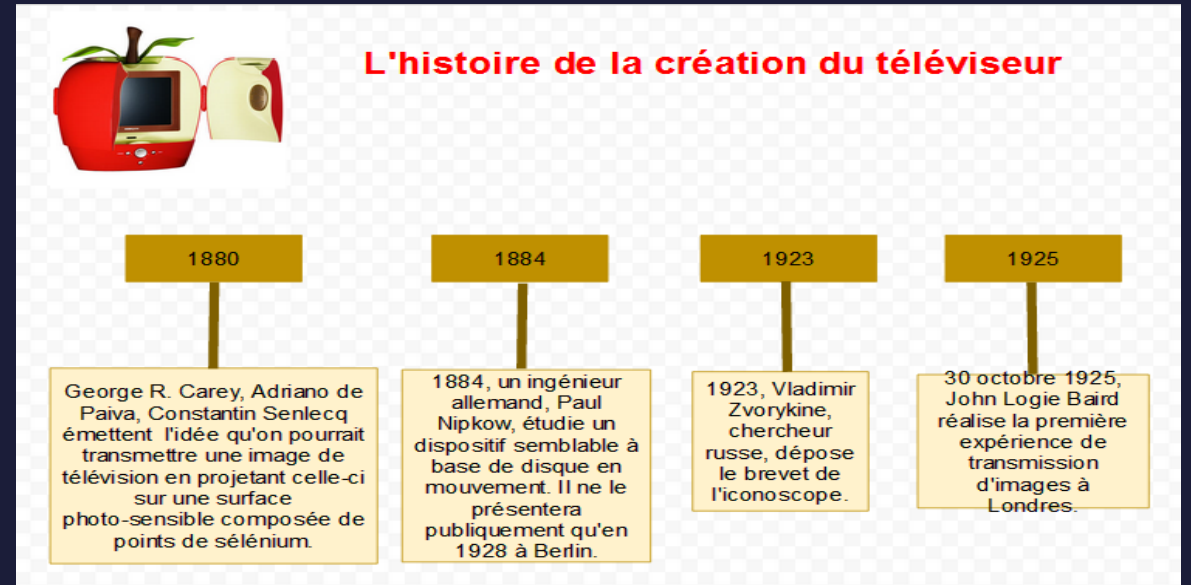 L'histoire de la création du téléviseur
1880
1884
1923
1925
George R. Carey, Adriano de
Paiva, Constantin Senlecq
émettent l'idée qu'on pourrait
transmettre une image de
télévision en projetant celle-ci
sur une surface
photo-sensible composée de
points de sélénium.
1884, un ingénieur
allemand, Paul
Nipkow, étudie un
dispositif semblable à
base de disque en
mouvement. Il ne le
présentera
publiquement qu'en
1928 à Berlin.
1923, Vladimir
Zvorykine,
chercheur
russe, dépose
le brevet de
l'iconoscope.
30 octobre 1925,
John Logie Baird
réalise la première
expérience de
transmission
d'images à
Londres.